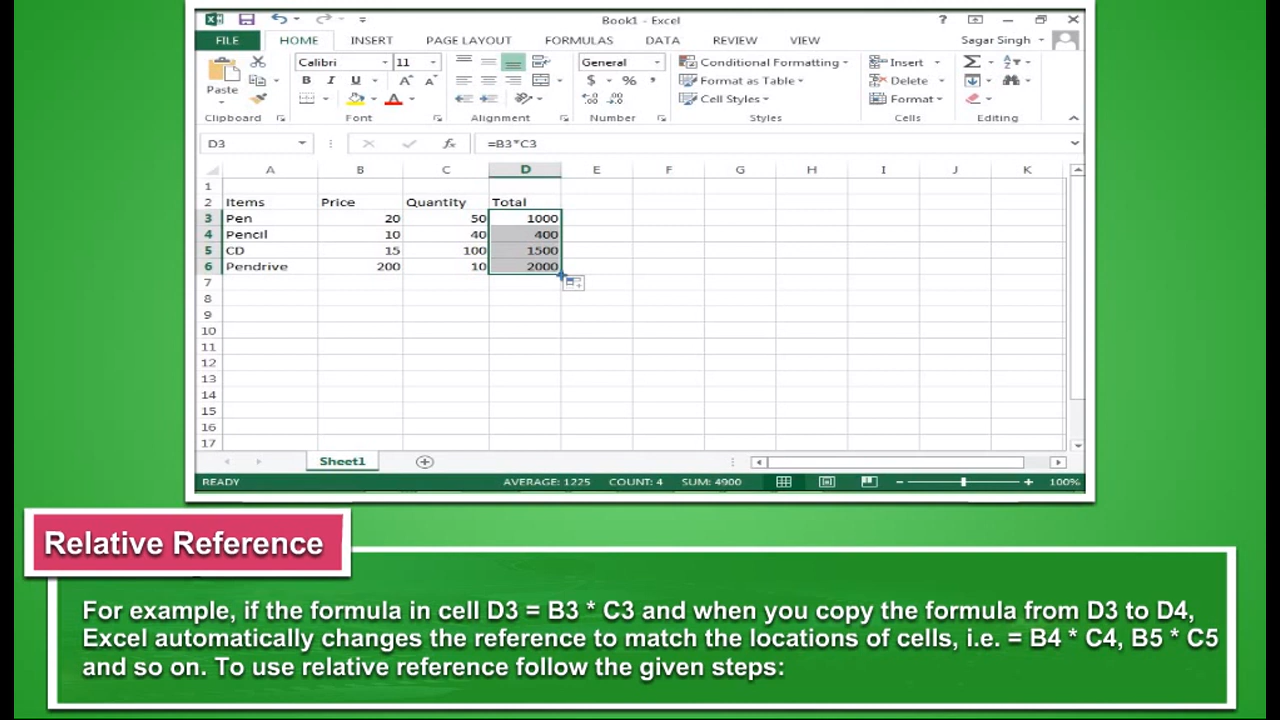 Book1 - Excel
FILE HOME INSERT PAGE LAYOUT FORMULAS DATA REVIEW VIEW Sagar Singh
Calibri 11 General Conditional Formatting Insert
Paste B I U $ % , Format as Table Delete
Cell Styles Format
Clipboard Font Alignment Number Styles Cells Editing
D3 fx =B3*C3
A B C D E F G H I J K
1
2 Items Price Quantity Total
3 Pen 20 50 1000
4 Pencil 10 40 400
5 CD 15 100 1500
6 Pendrive 200 10 2000
7
8
9
10
11
12
13
14
15
16
17
Sheet1
READY AVERAGE: 1225 COUNT: 4 SUM: 4900 100%
Relative Reference
For example, if the formula in cell D3 = B3 * C3 and when you copy the formula from D3 to D4,
Excel automatically changes the reference to match the locations of cells, i.e. = B4 * C4, B5 * C5
and so on. To use relative reference follow the given steps: